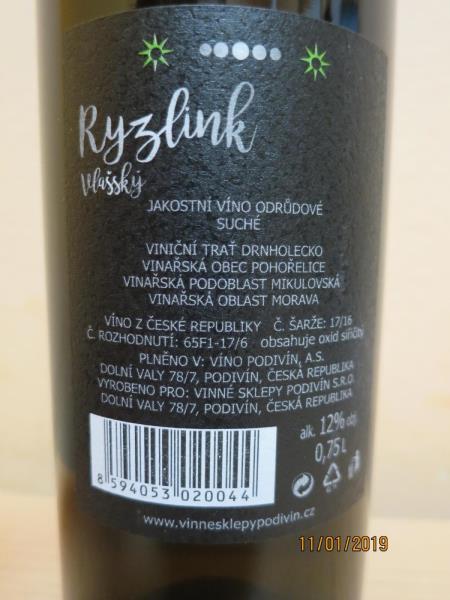 Ryzlink
Vlašský
JAKOSTNÍ VÍNO ODRŮDOVÉ
SUCHÉ
VINIČNÍ TRAŤ DRNHOLECKO
VINAŘSKÁ OBEC POHOŘELICE
VINAŘSKÁ PODOBLAST MIKULOVSKÁ
VINAŘSKÁ OBLAST MORAVA
VÍNO Z ČESKÉ REPUBLIKY Č. ŠARŽE: 17/16
Č. ROZHODNUTÍ: 65F1-17/6 obsahuje oxid siřičitý
PLNĚNO V: VÍNO PODIVÍN, A.S.
DOLNÍ VALY 78/7, PODIVÍN, ČESKÁ REPUBLIKA
VYROBENO PRO: VINNÉ SKLEPY PODIVÍN S.R.O.
DOLNÍ VALY 78/7, PODIVÍN, ČESKÁ REPUBLIKA
alk. 12% obj.
0,75 L
8 594053 020044
www.vinnesklepypodivin.cz
11/01/2019